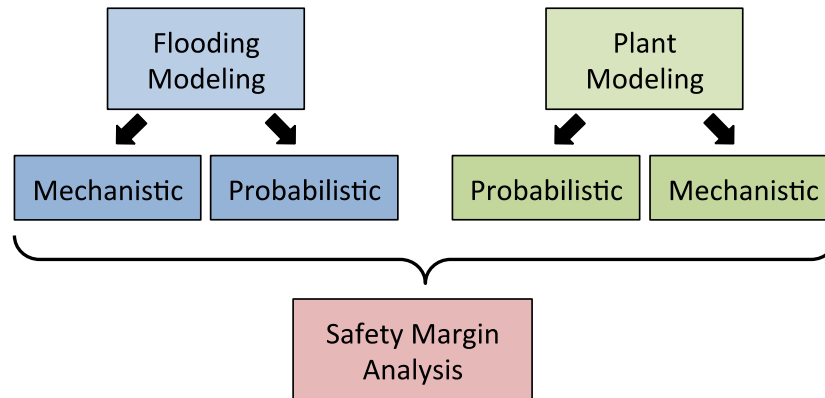 Flooding
Modeling
Plant
Modeling
Mechanistic
Probabilistic
Probabilistic
Mechanistic
Safety Margin
Analysis